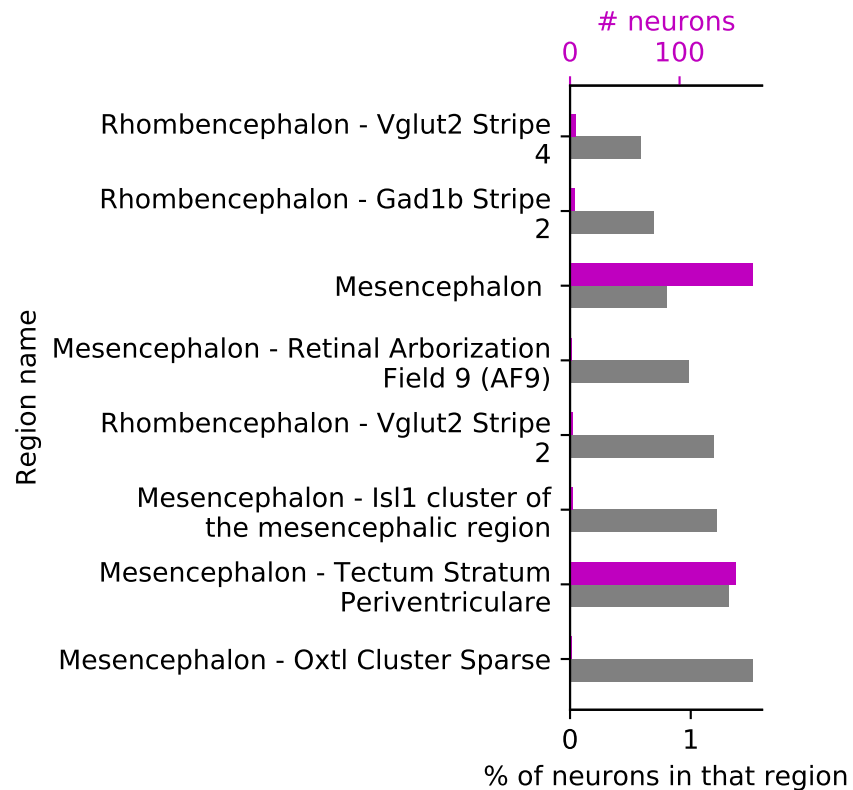 # neurons
0 100
Rhombencephalon - Vglut2 Stripe
4
Rhombencephalon - Gad1b Stripe
2
Mesencephalon
Mesencephalon - Retinal Arborization
Field 9 (AF9)
Rhombencephalon - Vglut2 Stripe
2
Mesencephalon - Isl1 cluster of
the mesencephalic region
Mesencephalon - Tectum Stratum
Periventriculare
Mesencephalon - Oxtl Cluster Sparse
Region name
0 1
% of neurons in that region